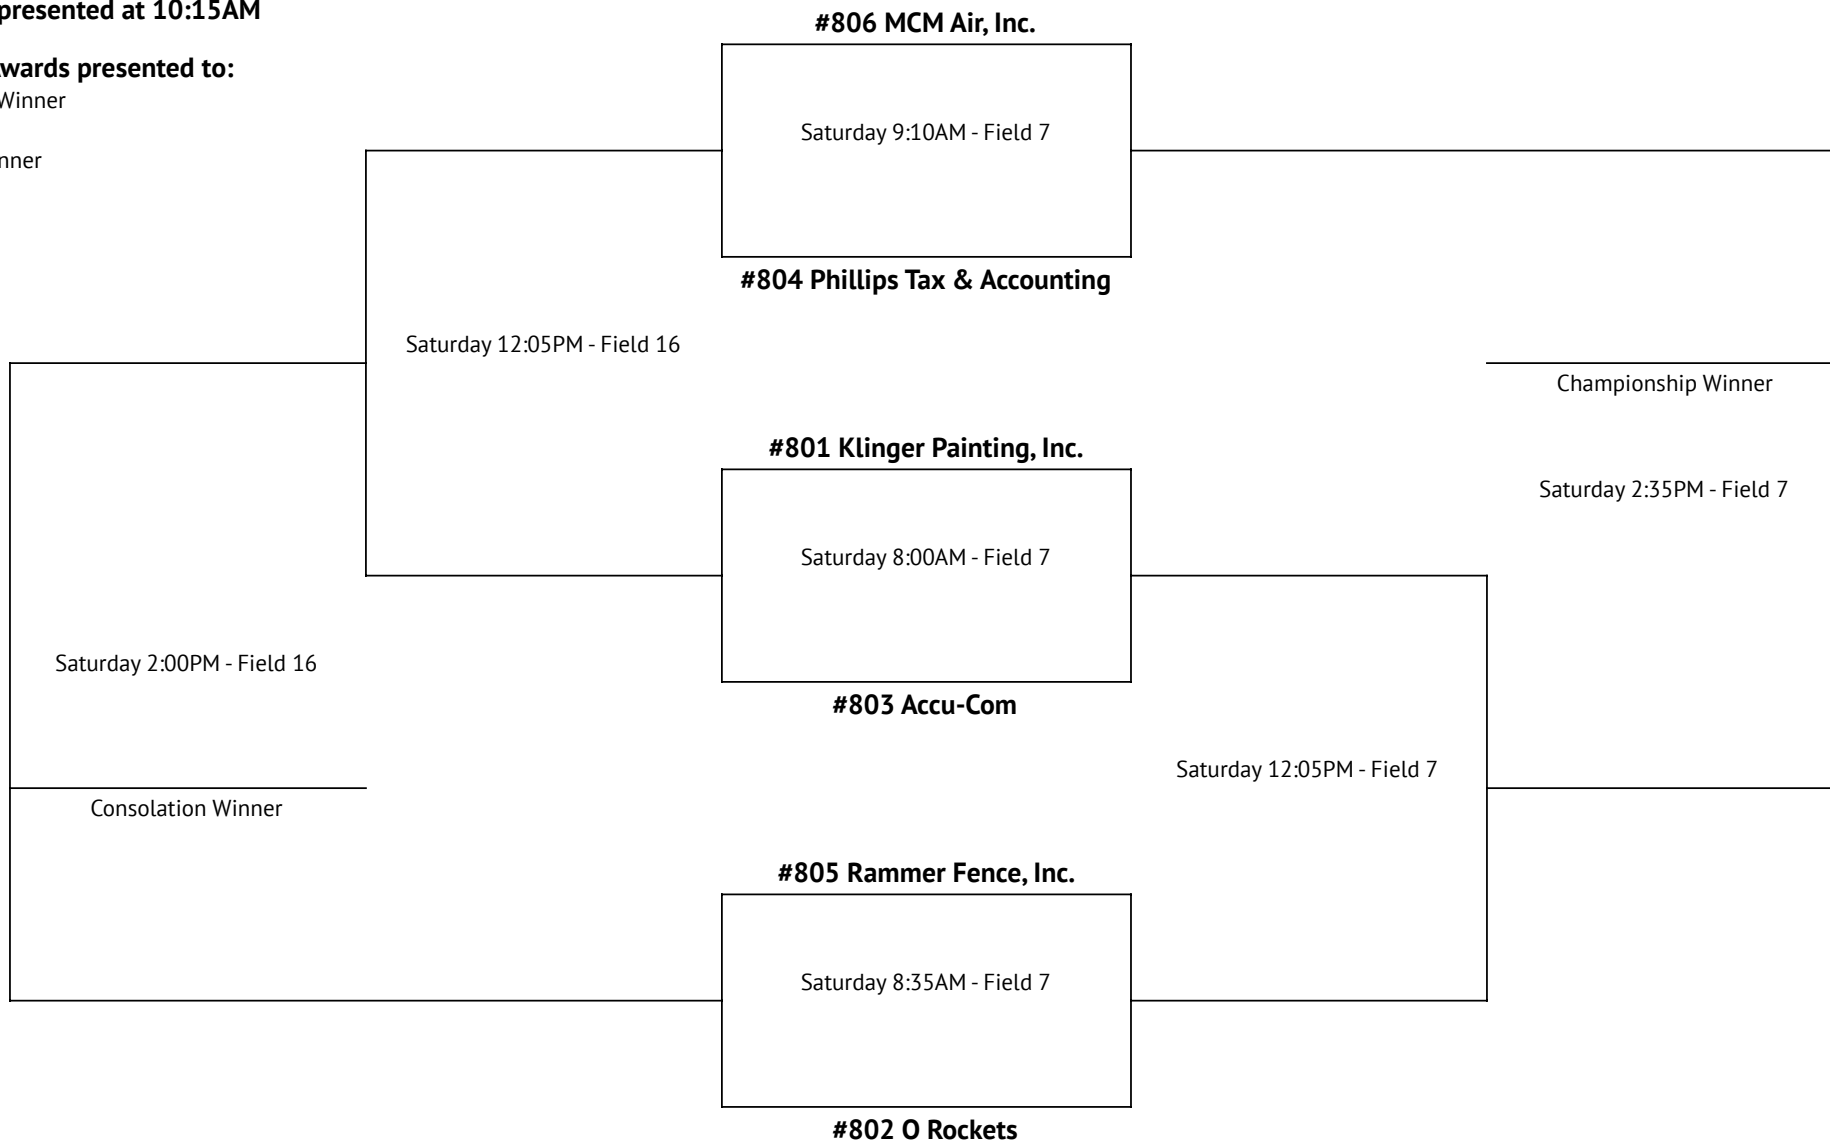 presented at 10:15AM
wards presented to:
Winner
nner
#806 MCM Air, Inc.
Saturday 9:10AM - Field 7
#804 Phillips Tax & Accounting
Saturday 12:05PM - Field 16
Championship Winner
#801 Klinger Painting, Inc.
Saturday 2:35PM - Field 7
Saturday 8:00AM - Field 7
Saturday 2:00PM - Field 16
#803 Accu-Com
Saturday 12:05PM - Field 7
Consolation Winner
#805 Rammer Fence, Inc.
Saturday 8:35AM - Field 7
#802 O Rockets